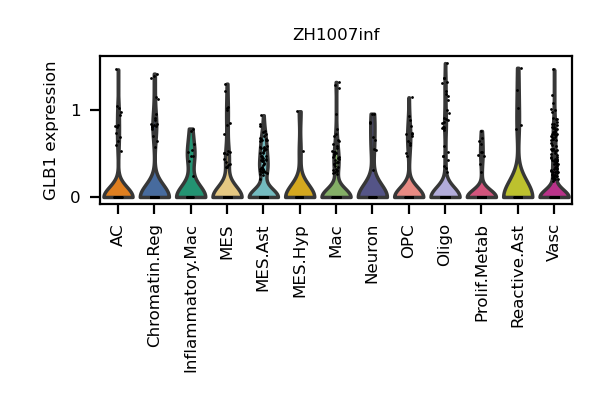 ZH1007inf
GLB1 expression
1
0
AC
Chromatin.Reg
Inflammatory.Mac
MES
MES.Ast
MES.Hyp
Mac
Neuron
OPC
Oligo
Prolif.Metab
Reactive.Ast
Vasc